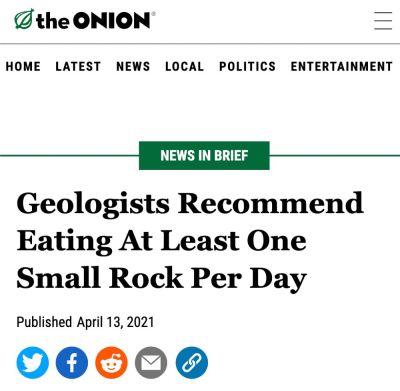 the ONION®
HOME LATEST NEWS LOCAL POLITICS ENTERTAINMENT
NEWS IN BRIEF
Geologists Recommend
Eating At Least One
Small Rock Per Day
Published April 13, 2021